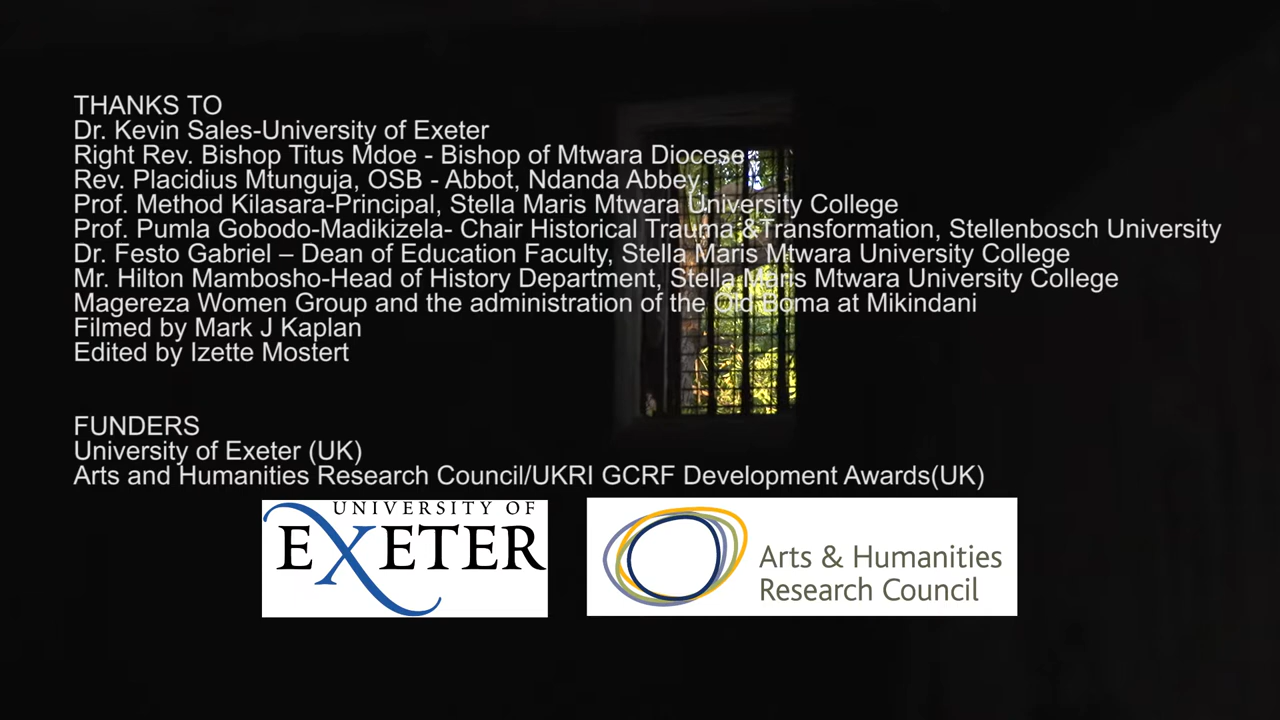 THANKS TO
Dr. Kevin Sales-University of Exeter
Right Rev. Bishop Titus Mdoe - Bishop of Mtwara Diocese
Rev. Placidius Mtunguja, OSB - Abbot, Ndanda Abbey
Prof. Method Kilasara-Principal, Stella Maris Mtwara University College
Prof. Pumla Gobodo-Madikizela- Chair Historical Trauma &Transformation, Stellenbosch University
Dr. Festo Gabriel – Dean of Education Faculty, Stella Maris Mtwara University College
Mr. Hilton Mambosho-Head of History Department, Stella Maris Mtwara University College
Magereza Women Group and the administration of the Old Boma at Mikindani
Filmed by Mark J Kaplan
Edited by Izette Mostert
FUNDERS
University of Exeter (UK)
Arts and Humanities Research Council/UKRI GCRF Development Awards(UK)
UNIVERSITY OF
EXETER
Arts & Humanities
Research Council